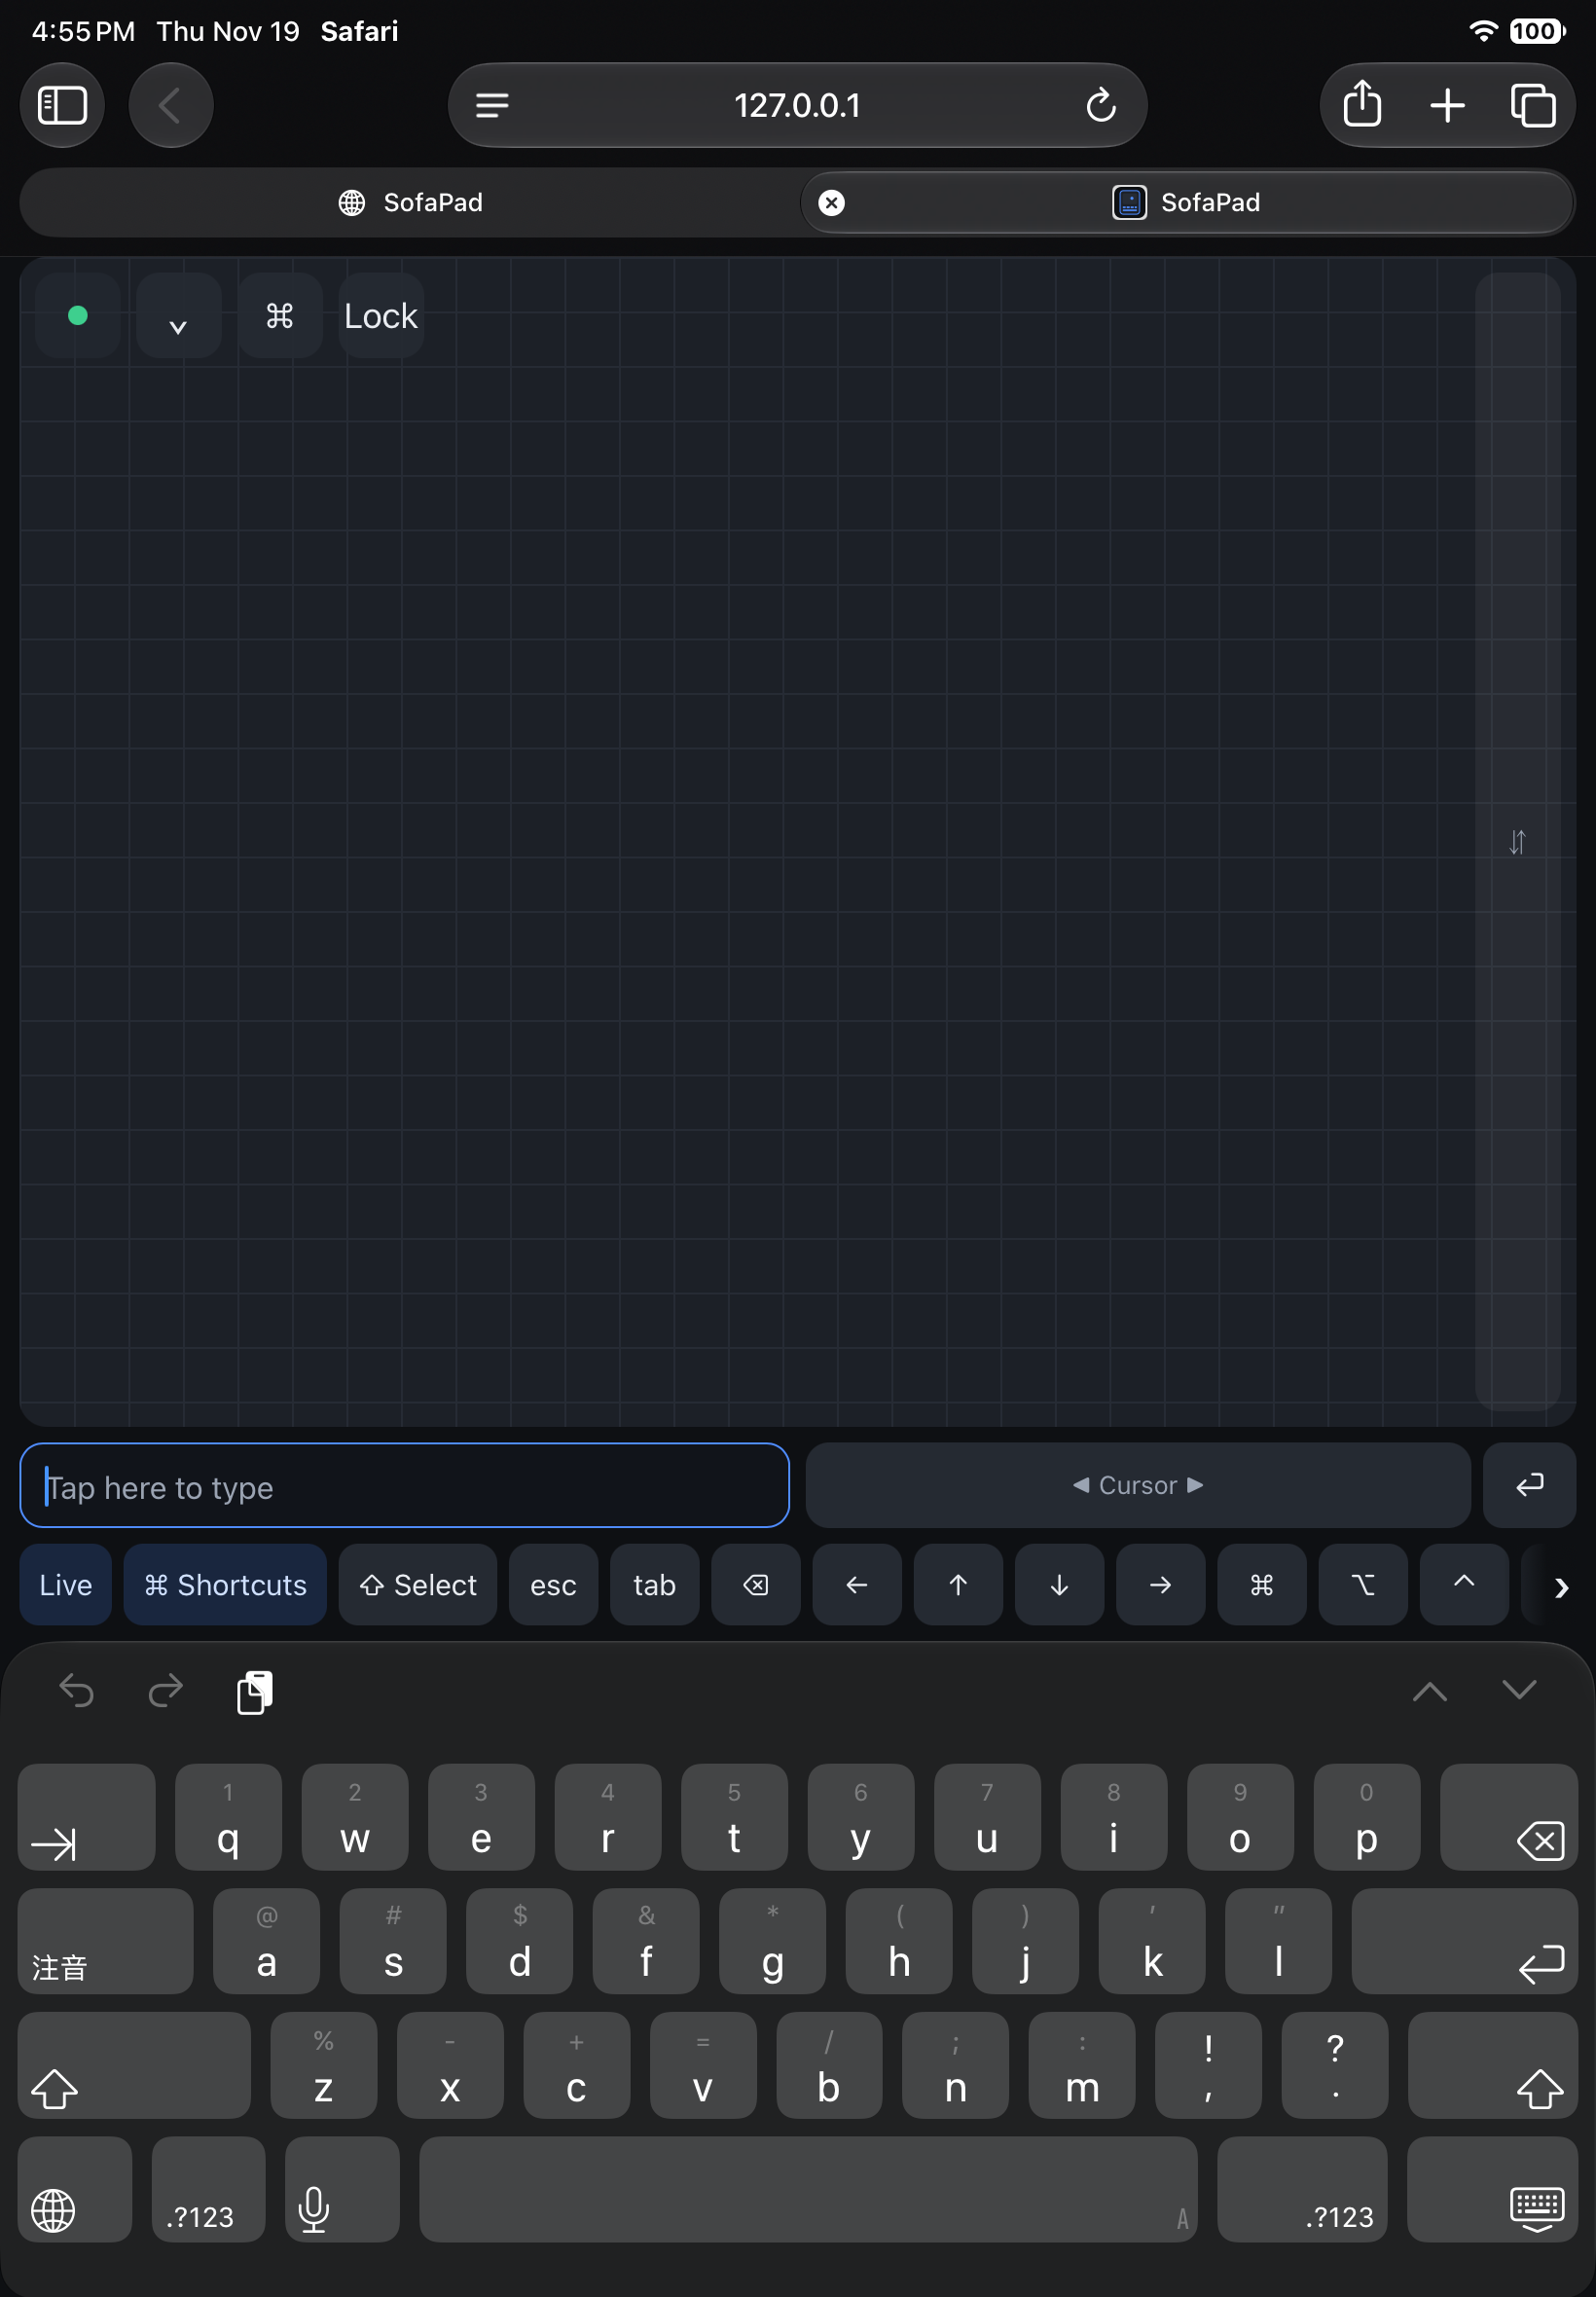 4:55 PM Thu Nov 19 Safari 100
127.0.0.1
SofaPad SofaPad
⌘ Lock
Tap here to type ◀ Cursor ▶
Live ⌘ Shortcuts ⇧ Select esc tab ⌫ ← ↑ ↓ → ⌘ ⌥ ^ ›
1 2 3 4 5 6 7 8 9 0
q w e r t y u i o p
@ # $ & * ( ) ' "
注音 a s d f g h j k l
% - + = / ; : ! ?
z x c v b n m , .
.?123 A .?123